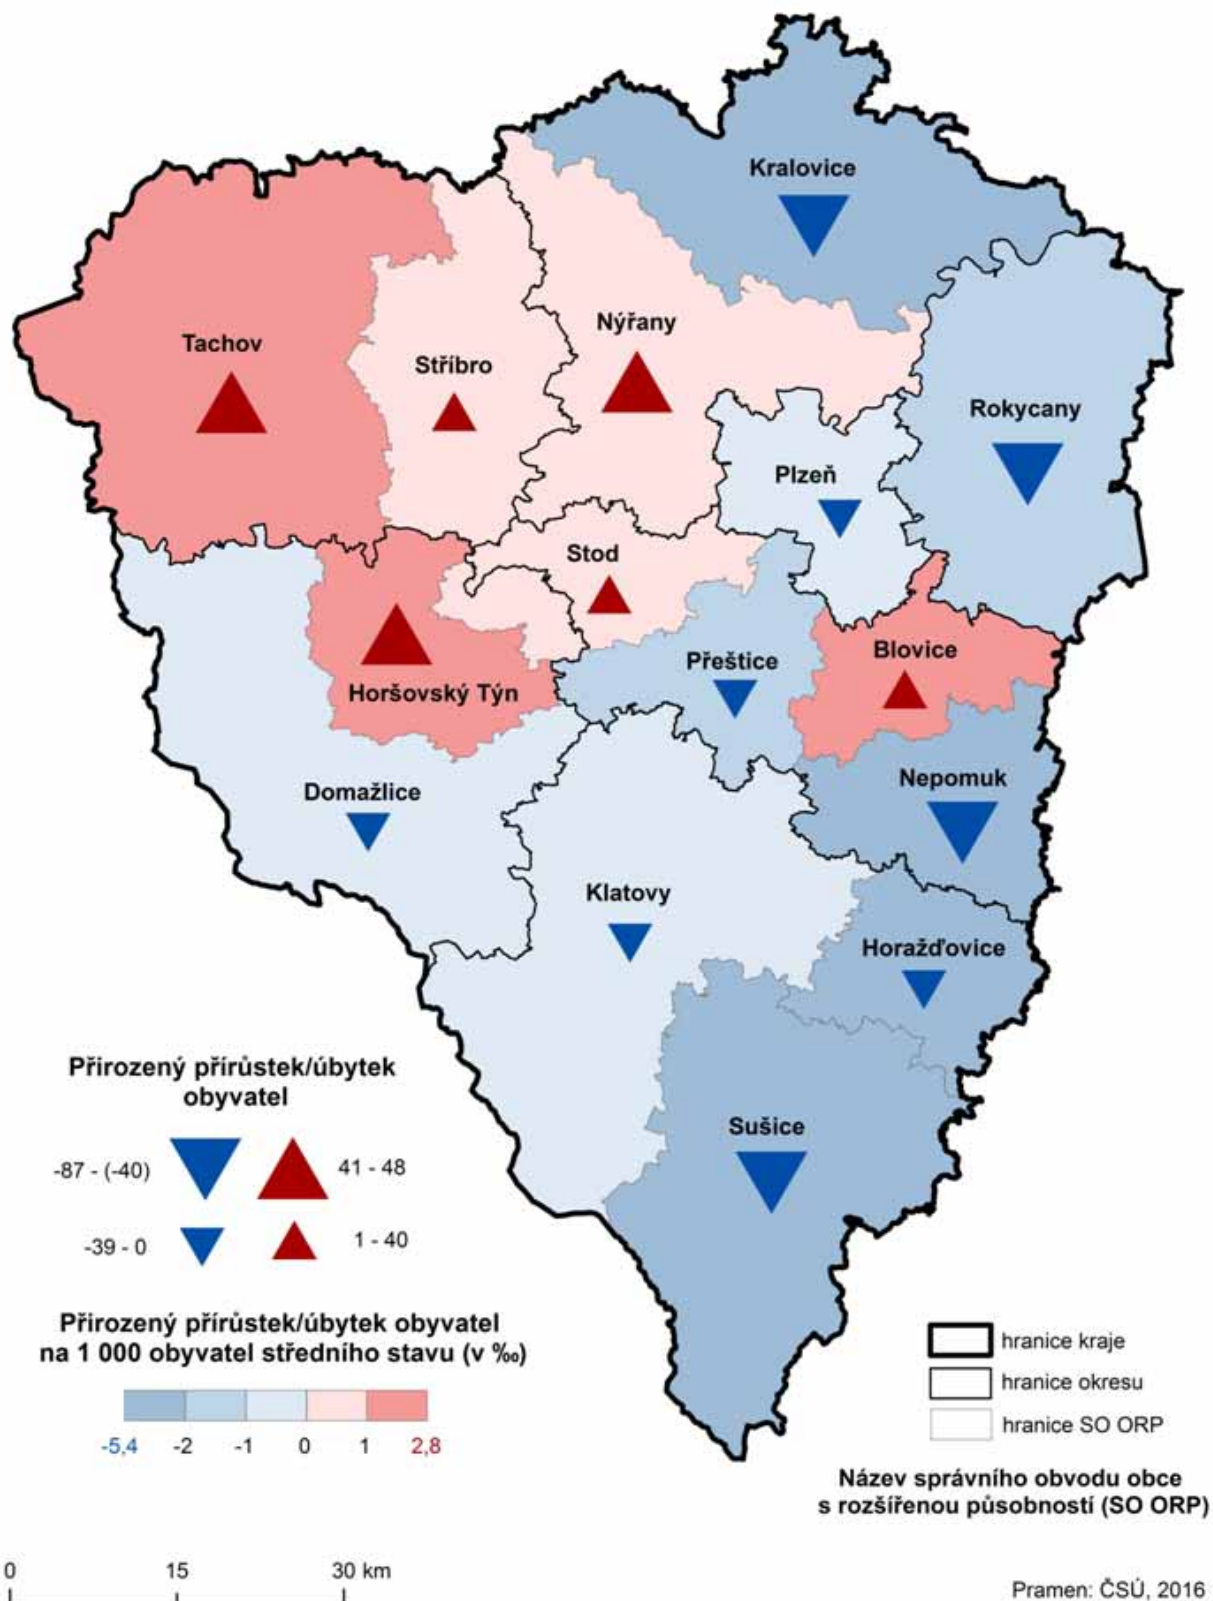 Kralovice
Nýřany
Tachov
Stříbro
Rokycany
Plzeň
Stod
Blovice
Přeštice
Horšovský Týn
Nepomuk
Domažlice
Klatovy
Horažďovice
Sušice
Přirozený přírůstek/úbytek
obyvatel
-87 - (-40)
41 - 48
-39 - 0
1 - 40
Přirozený přírůstek/úbytek obyvatel
na 1 000 obyvatel středního stavu (v ‰)
-5,4 -2 -1 0 1 2,8
hranice kraje
hranice okresu
hranice SO ORP
Název správního obvodu obce
s rozšířenou působností (SO ORP)
0 15 30 km
Pramen: ČSÚ, 2016